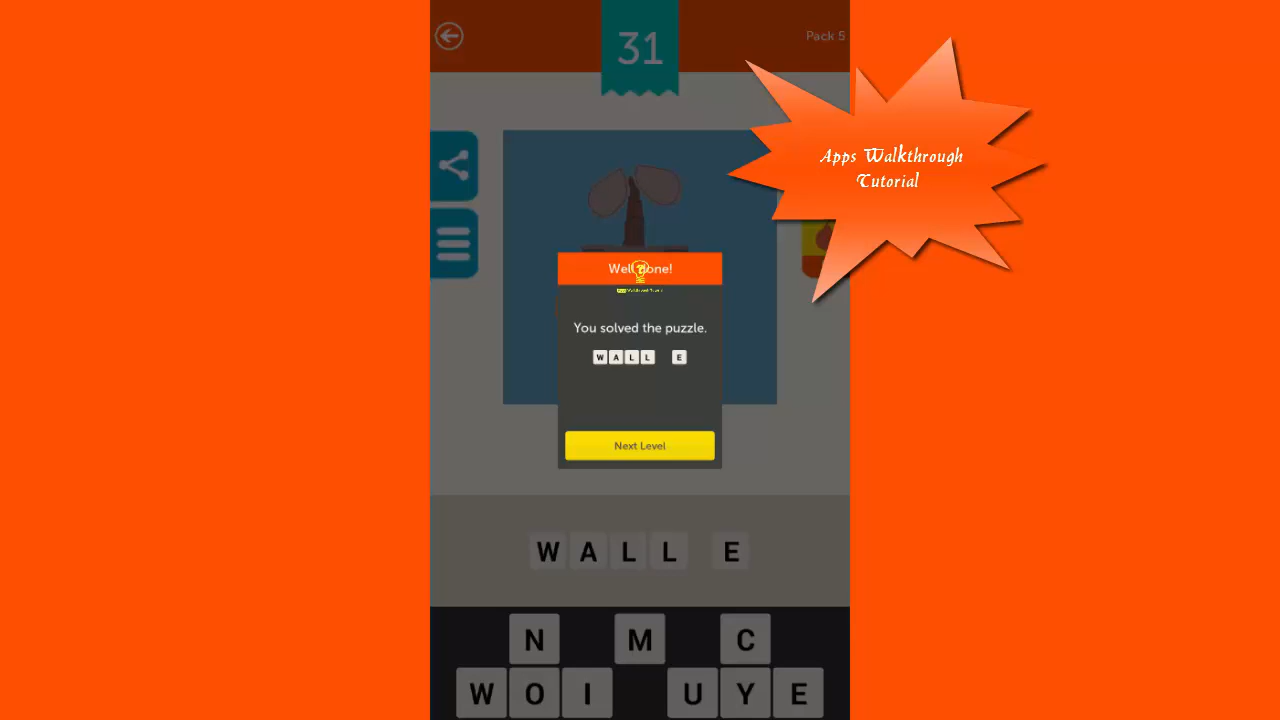 31
Pack 5
Apps Walkthrough
Tutorial
Well Done!
You solved the puzzle.
W A L L E
Next Level
W A L L E
N M C
W O I U Y E